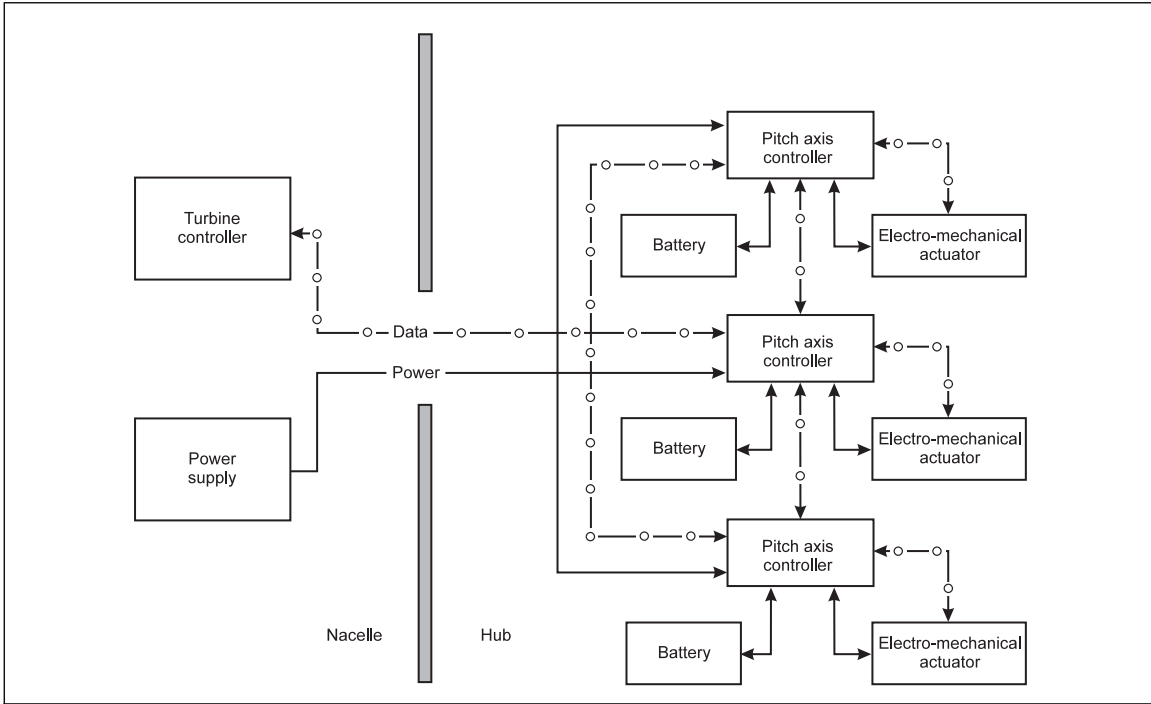 Turbine
controller
Power
supply
Data
Power
Nacelle
Hub
Pitch axis
controller
Battery
Electro-mechanical
actuator
Pitch axis
controller
Battery
Electro-mechanical
actuator
Pitch axis
controller
Battery
Electro-mechanical
actuator